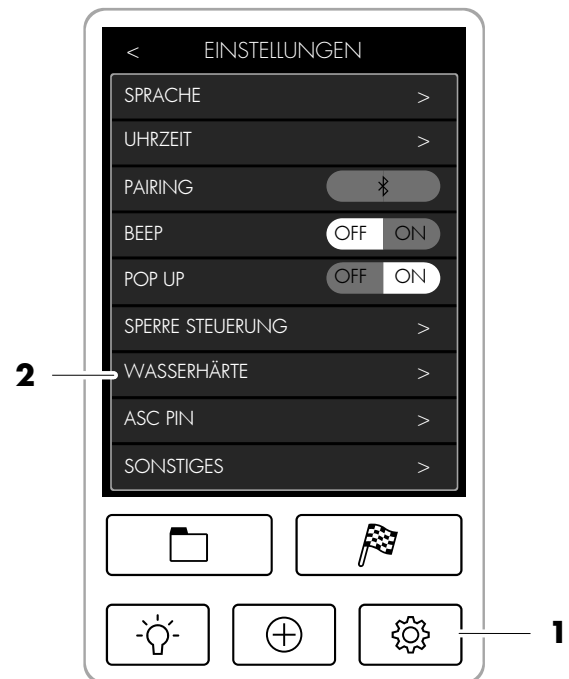 < EINSTELLUNGEN
SPRACHE >
UHRZEIT >
PAIRING
BEEP OFF ON
POP UP OFF ON
SPERRE STEUERUNG >
2 WASSERHÄRTE >
ASC PIN >
SONSTIGES >
1